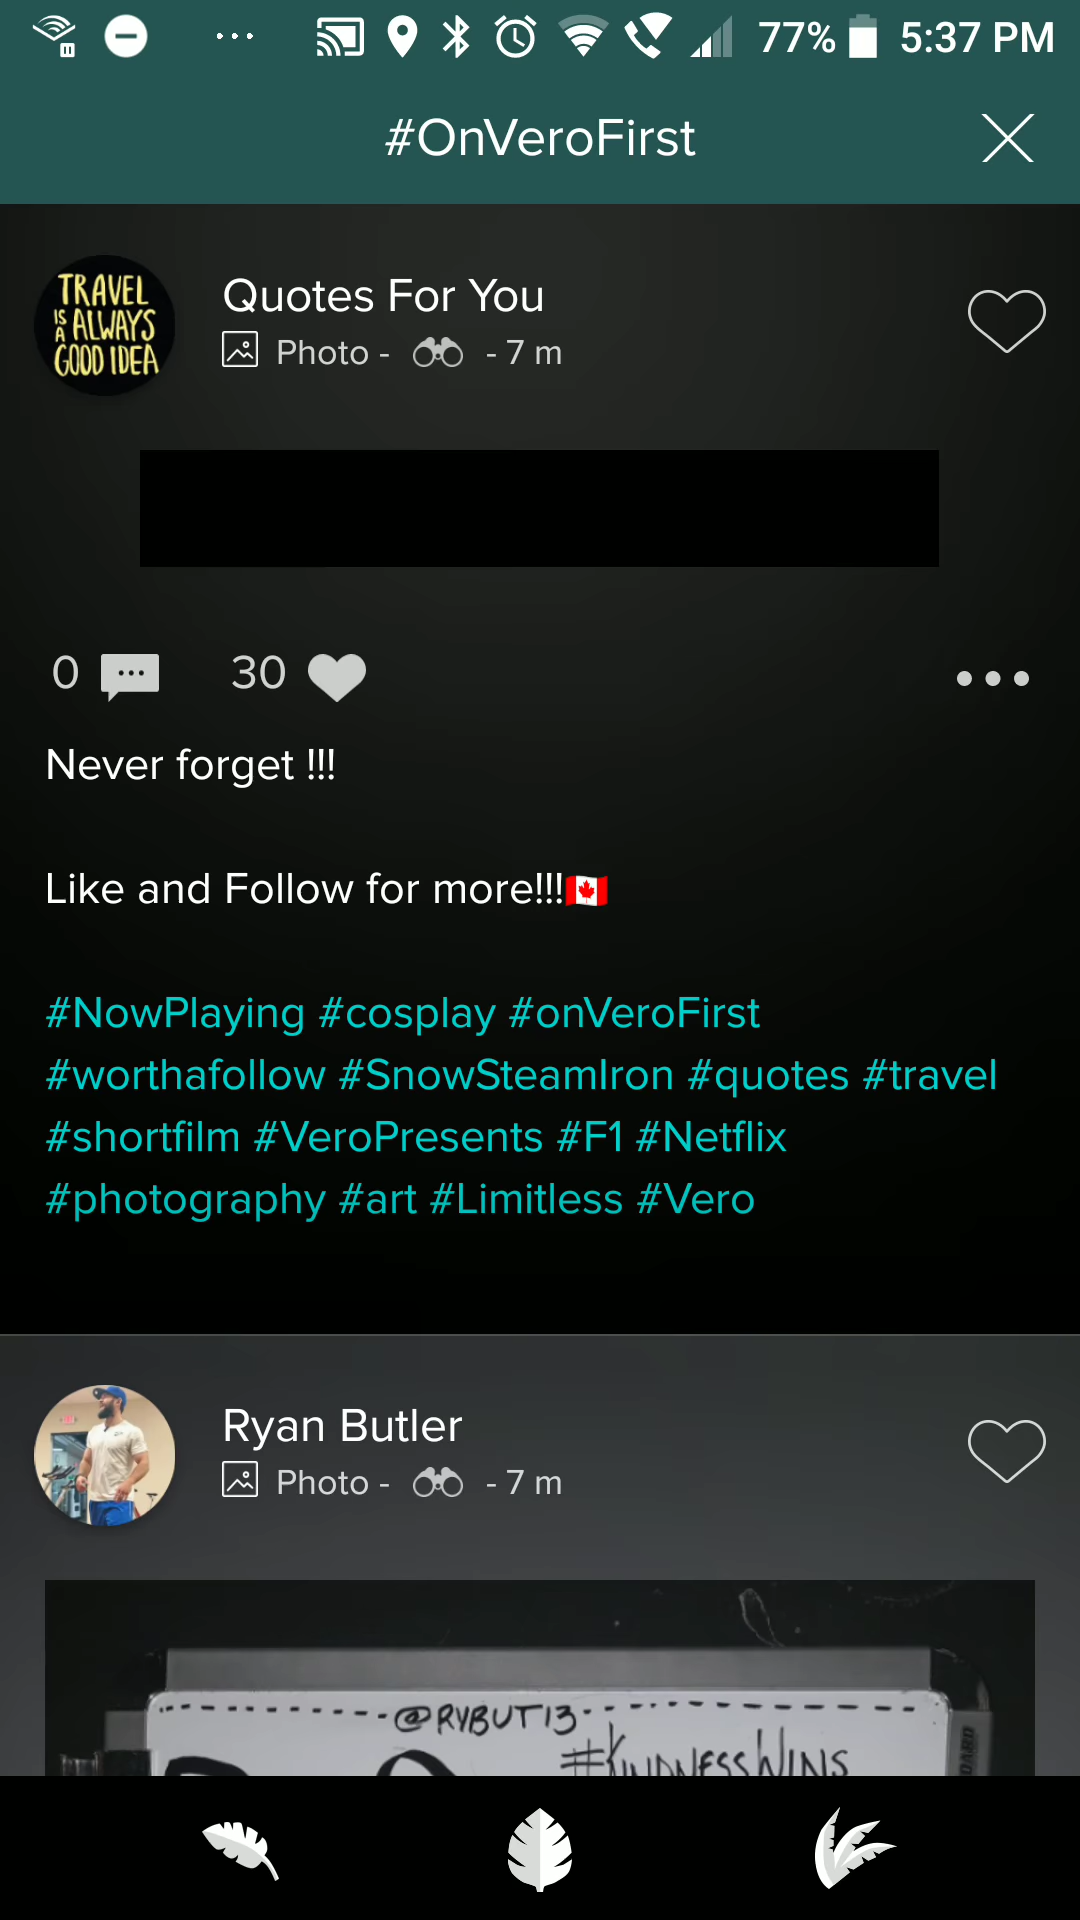 77% 5:37 PM
#OnVeroFirst
TRAVEL
IS A ALWAYS
GOOD IDEA
Quotes For You
Photo - - 7 m
0 30
Never forget !!!
Like and Follow for more!!!🇨🇦
#NowPlaying #cosplay #onVeroFirst
#worthafollow #SnowSteamIron #quotes #travel
#shortfilm #VeroPresents #F1 #Netflix
#photography #art #Limitless #Vero
Ryan Butler
Photo - - 7 m
@RYBUT13
#KINDNESSWINS